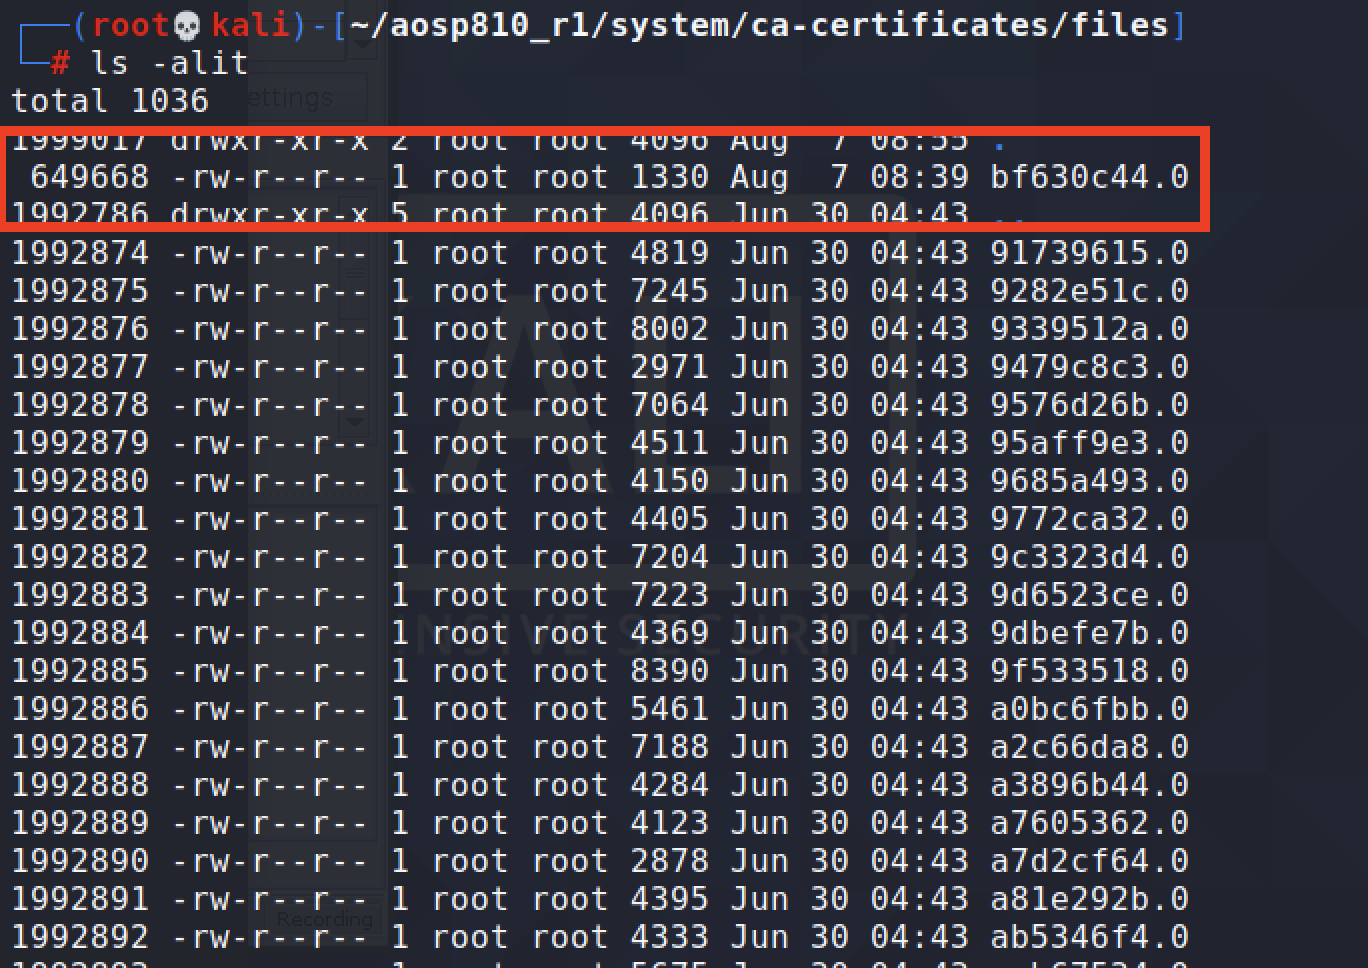 ┌──(root💀kali)-[~/aosp810_r1/system/ca-certificates/files]
└─# ls -alit
total 1036
ettings
1999017 drwxr-xr-x 2 root root 4096 Aug  7 08:55 .
 649668 -rw-r--r-- 1 root root 1330 Aug  7 08:39 bf630c44.0
1992786 drwxr-xr-x 5 root root 4096 Jun 30 04:43 ..
1992874 -rw-r--r-- 1 root root 4819 Jun 30 04:43 91739615.0
1992875 -rw-r--r-- 1 root root 7245 Jun 30 04:43 9282e51c.0
1992876 -rw-r--r-- 1 root root 8002 Jun 30 04:43 9339512a.0
1992877 -rw-r--r-- 1 root root 2971 Jun 30 04:43 9479c8c3.0
1992878 -rw-r--r-- 1 root root 7064 Jun 30 04:43 9576d26b.0
1992879 -rw-r--r-- 1 root root 4511 Jun 30 04:43 95aff9e3.0
1992880 -rw-r--r-- 1 root root 4150 Jun 30 04:43 9685a493.0
1992881 -rw-r--r-- 1 root root 4405 Jun 30 04:43 9772ca32.0
1992882 -rw-r--r-- 1 root root 7204 Jun 30 04:43 9c3323d4.0
1992883 -rw-r--r-- 1 root root 7223 Jun 30 04:43 9d6523ce.0
1992884 -rw-r--r-- 1 root root 4369 Jun 30 04:43 9dbefe7b.0
NSIVE SECURITY
1992885 -rw-r--r-- 1 root root 8390 Jun 30 04:43 9f533518.0
1992886 -rw-r--r-- 1 root root 5461 Jun 30 04:43 a0bc6fbb.0
1992887 -rw-r--r-- 1 root root 7188 Jun 30 04:43 a2c66da8.0
1992888 -rw-r--r-- 1 root root 4284 Jun 30 04:43 a3896b44.0
1992889 -rw-r--r-- 1 root root 4123 Jun 30 04:43 a7605362.0
1992890 -rw-r--r-- 1 root root 2878 Jun 30 04:43 a7d2cf64.0
1992891 -rw-r--r-- 1 root root 4395 Jun 30 04:43 a81e292b.0
Recording
1992892 -rw-r--r-- 1 root root 4333 Jun 30 04:43 ab5346f4.0